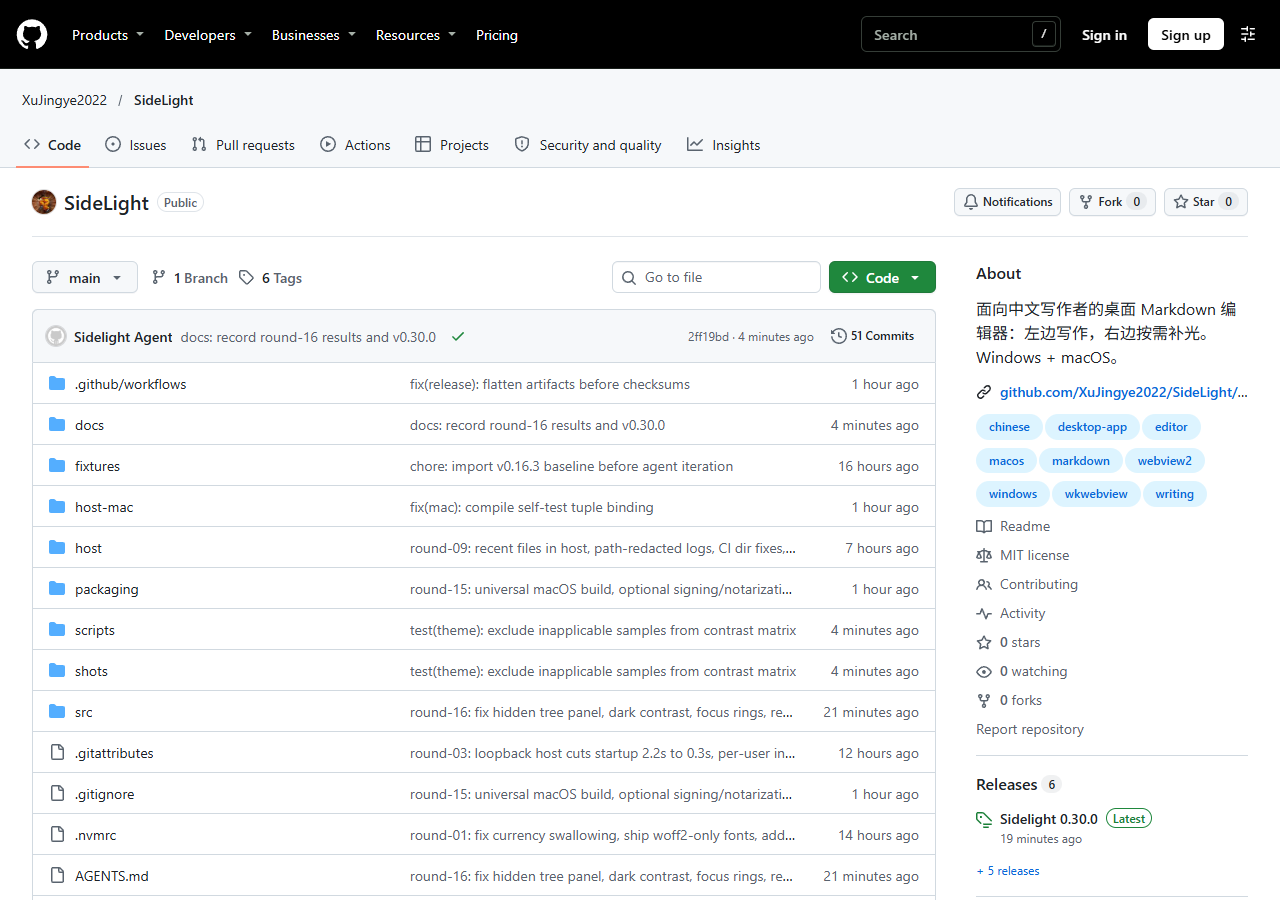 Products Developers Businesses Resources Pricing Search / Sign in Sign up
XuJingye2022 / SideLight
Code Issues Pull requests Actions Projects Security and quality Insights
SideLight Public Notifications Fork 0 Star 0
main 1 Branch 6 Tags Go to file Code
Sidelight Agent docs: record round-16 results and v0.30.0 2ff19bd · 4 minutes ago 51 Commits
.github/workflows fix(release): flatten artifacts before checksums 1 hour ago
docs docs: record round-16 results and v0.30.0 4 minutes ago
fixtures chore: import v0.16.3 baseline before agent iteration 16 hours ago
host-mac fix(mac): compile self-test tuple binding 1 hour ago
host round-09: recent files in host, path-redacted logs, CI dir fixes,... 7 hours ago
packaging round-15: universal macOS build, optional signing/notarizati... 1 hour ago
scripts test(theme): exclude inapplicable samples from contrast matrix 4 minutes ago
shots test(theme): exclude inapplicable samples from contrast matrix 4 minutes ago
src round-16: fix hidden tree panel, dark contrast, focus rings, re... 21 minutes ago
.gitattributes round-03: loopback host cuts startup 2.2s to 0.3s, per-user in... 12 hours ago
.gitignore round-15: universal macOS build, optional signing/notarizati... 1 hour ago
.nvmrc round-01: fix currency swallowing, ship woff2-only fonts, add... 14 hours ago
AGENTS.md round-16: fix hidden tree panel, dark contrast, focus rings, re... 21 minutes ago
About
面向中文写作者的桌面 Markdown 编
辑器：左边写作，右边按需补光。
Windows + macOS。
github.com/XuJingye2022/SideLight/...
chinese desktop-app editor
macos markdown webview2
windows wkwebview writing
Readme
MIT license
Contributing
Activity
0 stars
0 watching
0 forks
Report repository
Releases 6
Sidelight 0.30.0 Latest
19 minutes ago
+ 5 releases